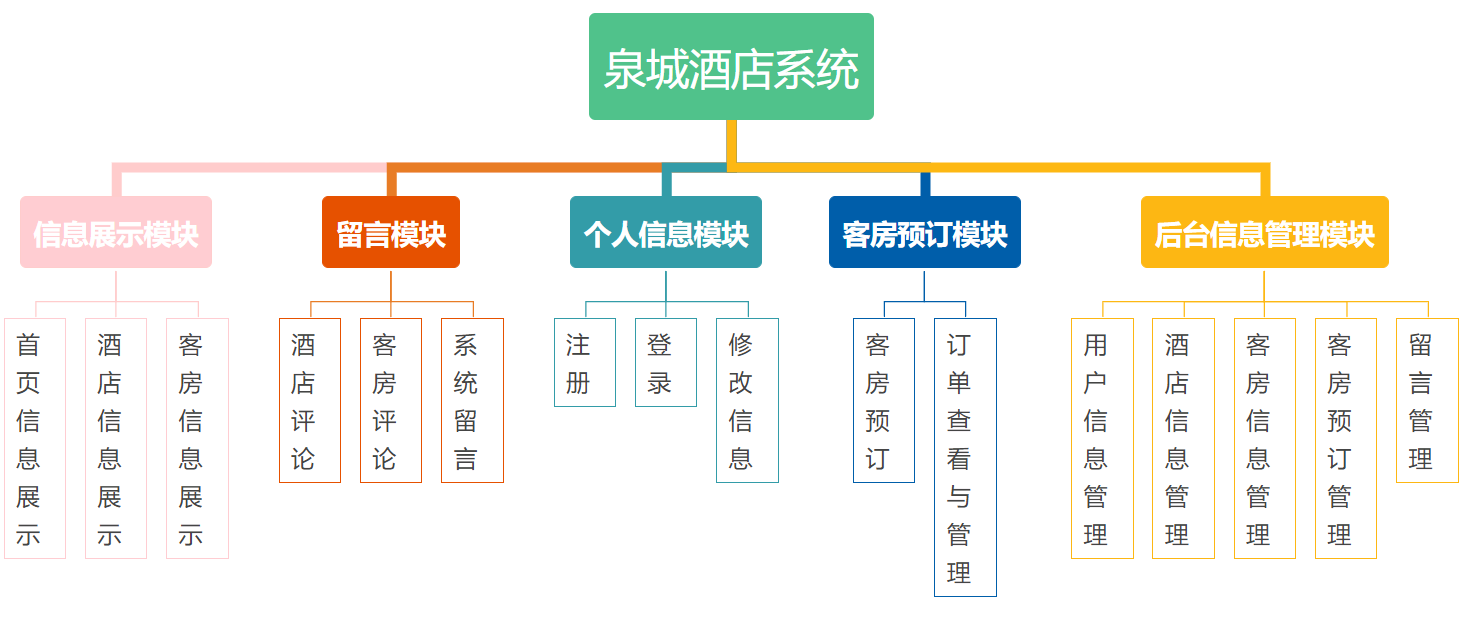 泉城酒店系统
信息展示模块
留言模块
个人信息模块
客房预订模块
后台信息管理模块
首页信息展示
酒店信息展示
客房信息展示
酒店评论
客房评论
系统留言
注册
登录
修改信息
客房预订
订单查看与管理
用户信息管理
酒店信息管理
客房信息管理
客房预订管理
留言管理